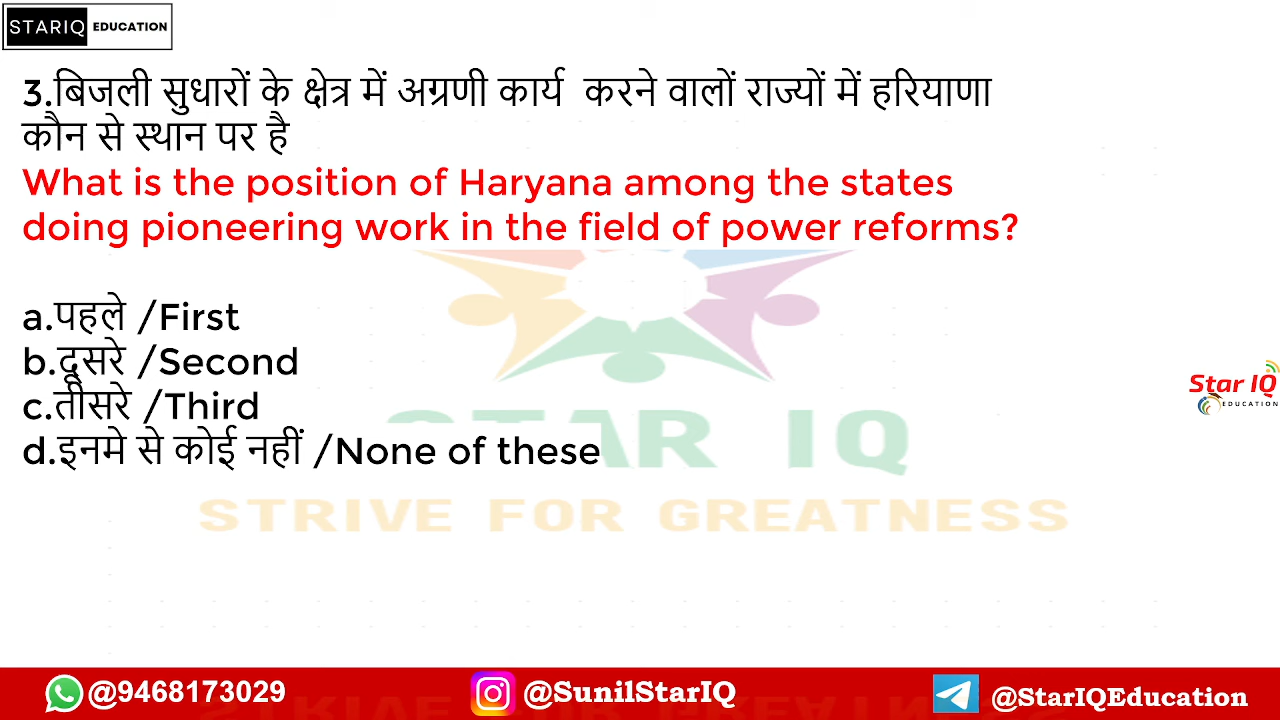 STARIQ EDUCATION
3.बिजली सुधारों के क्षेत्र में अग्रणी कार्य करने वालों राज्यों में हरियाणा
कौन से स्थान पर है
What is the position of Haryana among the states
doing pioneering work in the field of power reforms?
a.पहले /First
b.दूसरे /Second
c.तीसरे /Third
d.इनमे से कोई नहीं /None of these
Star IQ
EDUCATION
STAR IQ
STRIVE FOR GREATNESS
@9468173029 @SunilStarIQ @StarIQEducation